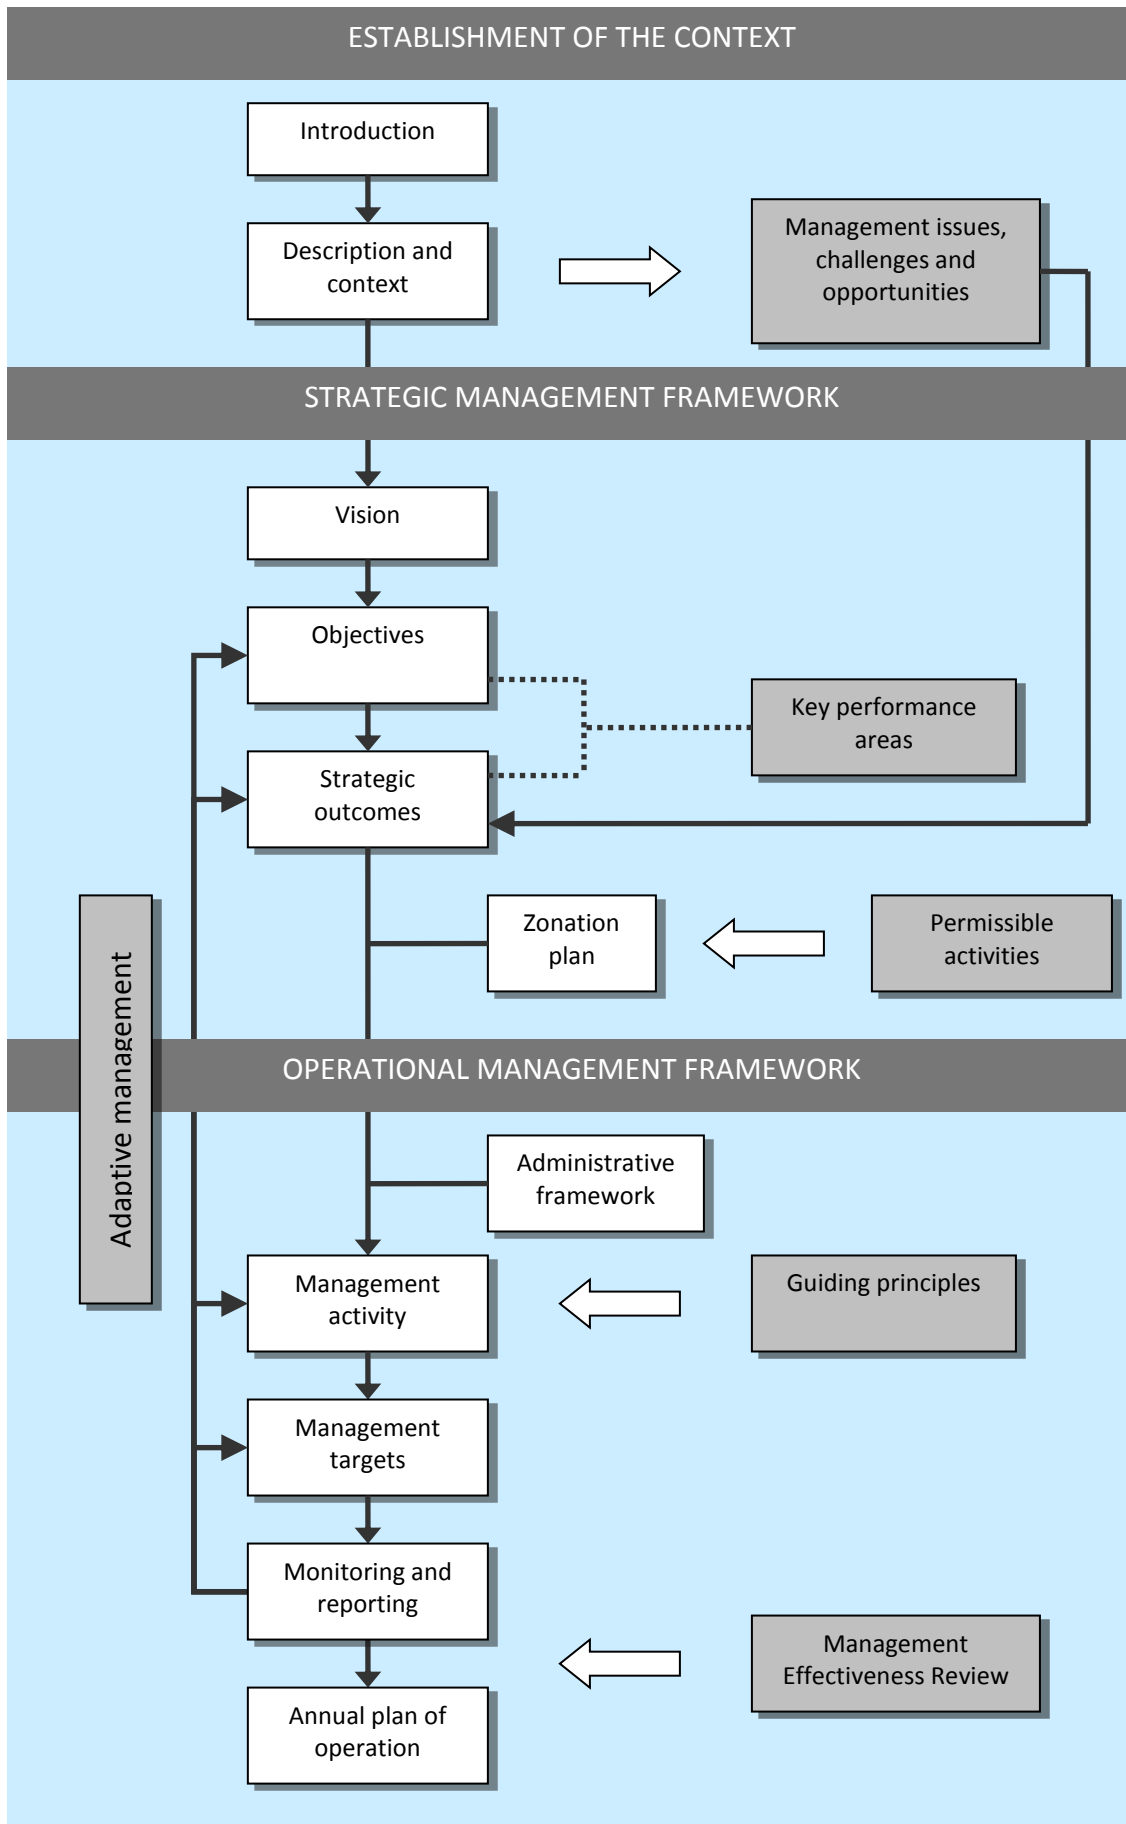 ESTABLISHMENT OF THE CONTEXT
Introduction
Description and
context
Management issues,
challenges and
opportunities
STRATEGIC MANAGEMENT FRAMEWORK
Vision
Objectives
Key performance
areas
Strategic
outcomes
Zonation
plan
Permissible
activities
Adaptive management
OPERATIONAL MANAGEMENT FRAMEWORK
Administrative
framework
Management
activity
Guiding principles
Management
targets
Monitoring and
reporting
Management
Effectiveness Review
Annual plan of
operation